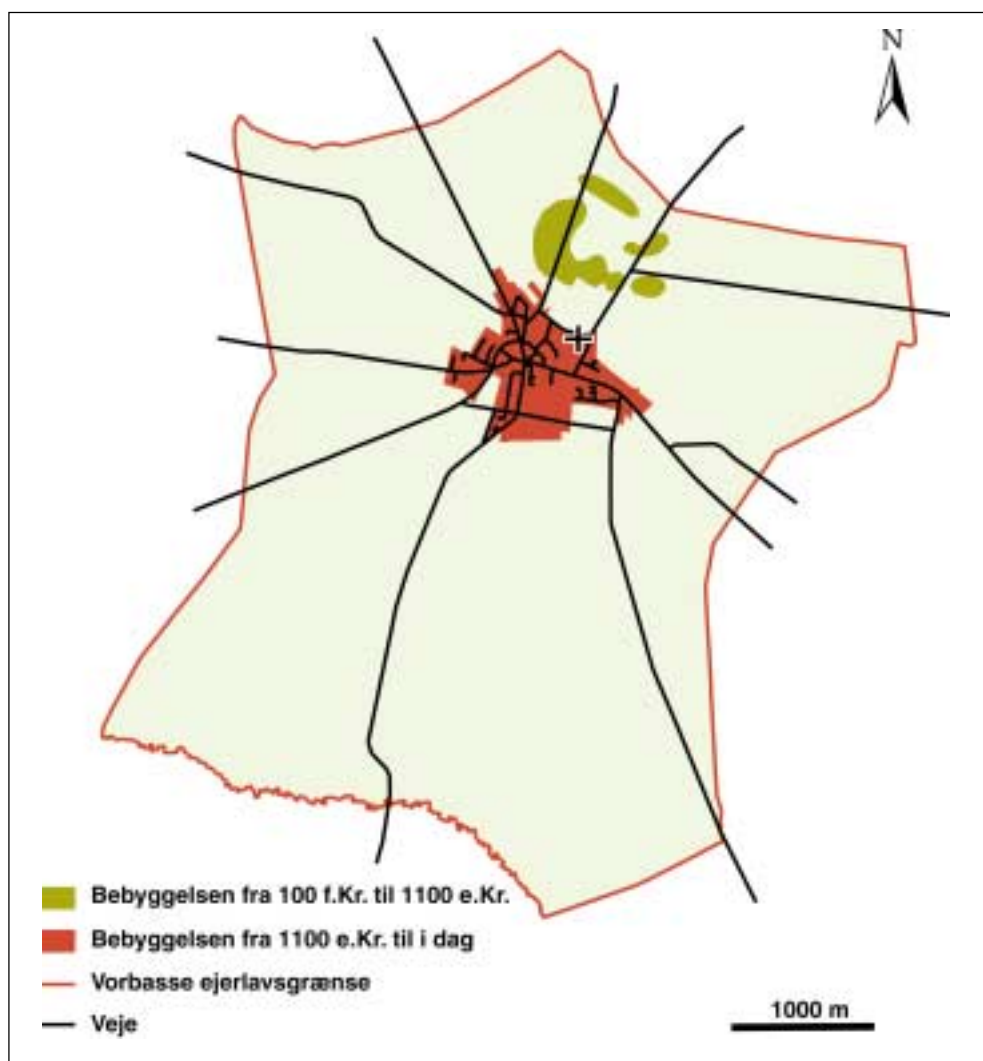 N
Bebyggelsen fra 100 f.Kr. til 1100 e.Kr.
Bebyggelsen fra 1100 e.Kr. til i dag
Vorbasse ejerlavsgrænse
Veje
1000 m